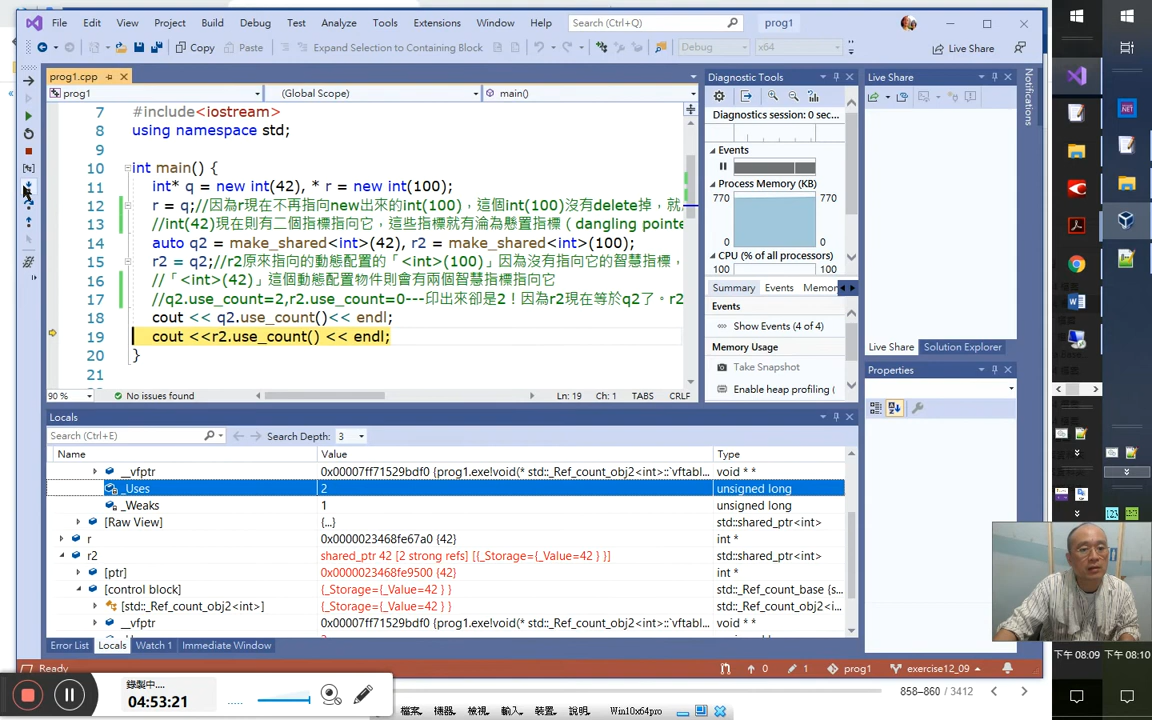 File Edit View Project Build Debug Test Analyze Tools Extensions Window Help Search (Ctrl+Q) prog1
Copy Paste Expand Selection to Containing Block Debug x64 Live Share
prog1.cpp
prog1 (Global Scope) main()
7 #include<iostream>
8 using namespace std;
9
10 int main() {
11 int* q = new int(42), * r = new int(100);
12 r = q;//因為r現在不再指向new出來的int(100)，這個int(100)沒有delete掉，就
13 //int(42)現在則有二個指標指向它，這些指標就有淪為懸置指標（dangling pointe
14 auto q2 = make_shared<int>(42), r2 = make_shared<int>(100);
15 r2 = q2;//r2原來指向的動態配置的「<int>(100)」因為沒有指向它的智慧指標，
16 //「<int>(42)」這個動態配置物件則會有兩個智慧指標指向它
17 //q2.use_count=2,r2.use_count=0---印出來卻是2！因為r2現在等於q2了。r2
18 cout << q2.use_count()<< endl;
19 cout <<r2.use_count() << endl;
20 }
21
90 % No issues found Ln: 19 Ch: 1 TABS CRLF
Diagnostic Tools
Diagnostics session: 0 sec...
Events
Process Memory (KB)
770 770
0 0
CPU (% of all processors)
100 100
Summary Events Memor
Events
Show Events (4 of 4)
Memory Usage
Take Snapshot
Enable heap profiling (
Live Share
Live Share Solution Explorer
Properties
Notifications
Locals
Search (Ctrl+E) Search Depth: 3
Name Value Type
__vfptr 0x00007ff71529bdf0 {prog1.exe!void(* std::_Ref_count_obj2<int>::`vftabl... void * *
_Uses 2 unsigned long
_Weaks 1 unsigned long
[Raw View] {...} std::shared_ptr<int>
r 0x0000023468fe67a0 {42} int *
r2 shared_ptr 42 [2 strong refs] [{_Storage={_Value=42 } }] std::shared_ptr<int>
[ptr] 0x0000023468fe9500 {42} int *
[control block] {_Storage={_Value=42 } } std::_Ref_count_base {s...
[std::_Ref_count_obj2<int>] {_Storage={_Value=42 } } std::_Ref_count_obj2<i...
__vfptr 0x00007ff71529bdf0 {prog1.exe!void(* std::_Ref_count_obj2<int>::`vftabl... void * *
Error List Locals Watch 1 Immediate Window
Ready 0 1 prog1 exercise12_09
錄製中....
04:53:21
858–860 / 3412
檔案 機器 檢視 輸入 裝置 說明 Win10x64pro
下午 08:09 下午 08:10